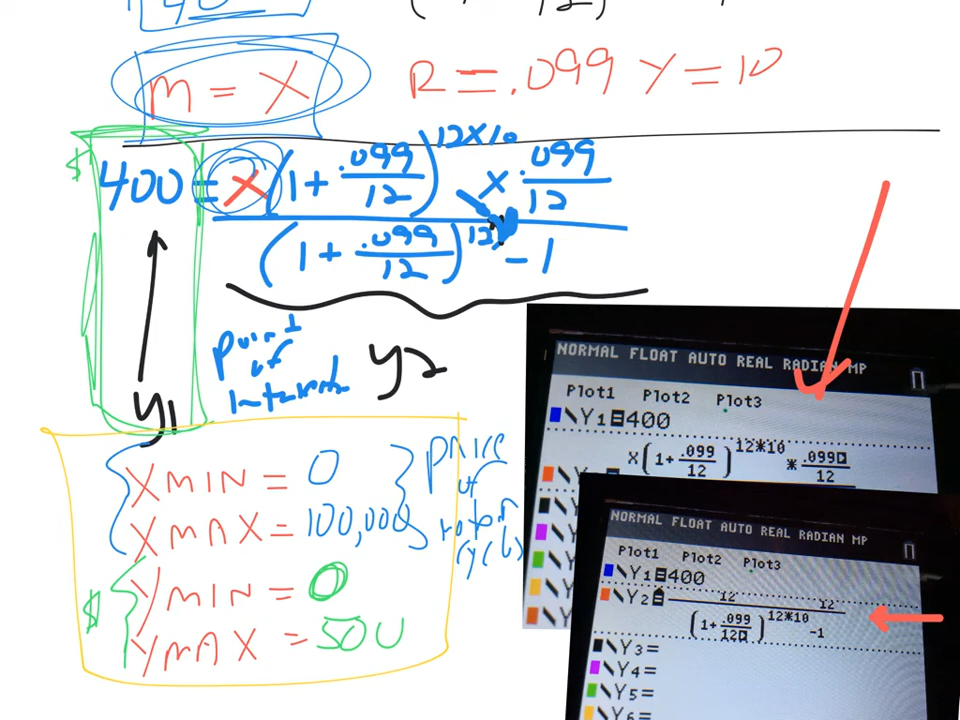 m = X R = .099 Y = 10
$
400 = X (1 + .099/12)^12×10 × .099/12
(1 + .099/12)^12 - 1
point of
y1 y2
XMIN = 0
XMAX = 100,000
price of
$ YMIN = 0
YMAX = 500
NORMAL FLOAT AUTO REAL RADIAN MP
Plot1 Plot2 Plot3
\Y1=400
X(1+.099/12)^12*10 * .099/12
NORMAL FLOAT AUTO REAL RADIAN MP
Plot1 Plot2 Plot3
\Y1=400
\Y2= 12 12
(1+.099/12)^12*10 -1
\Y3=
\Y4=
\Y5=
\Y6=